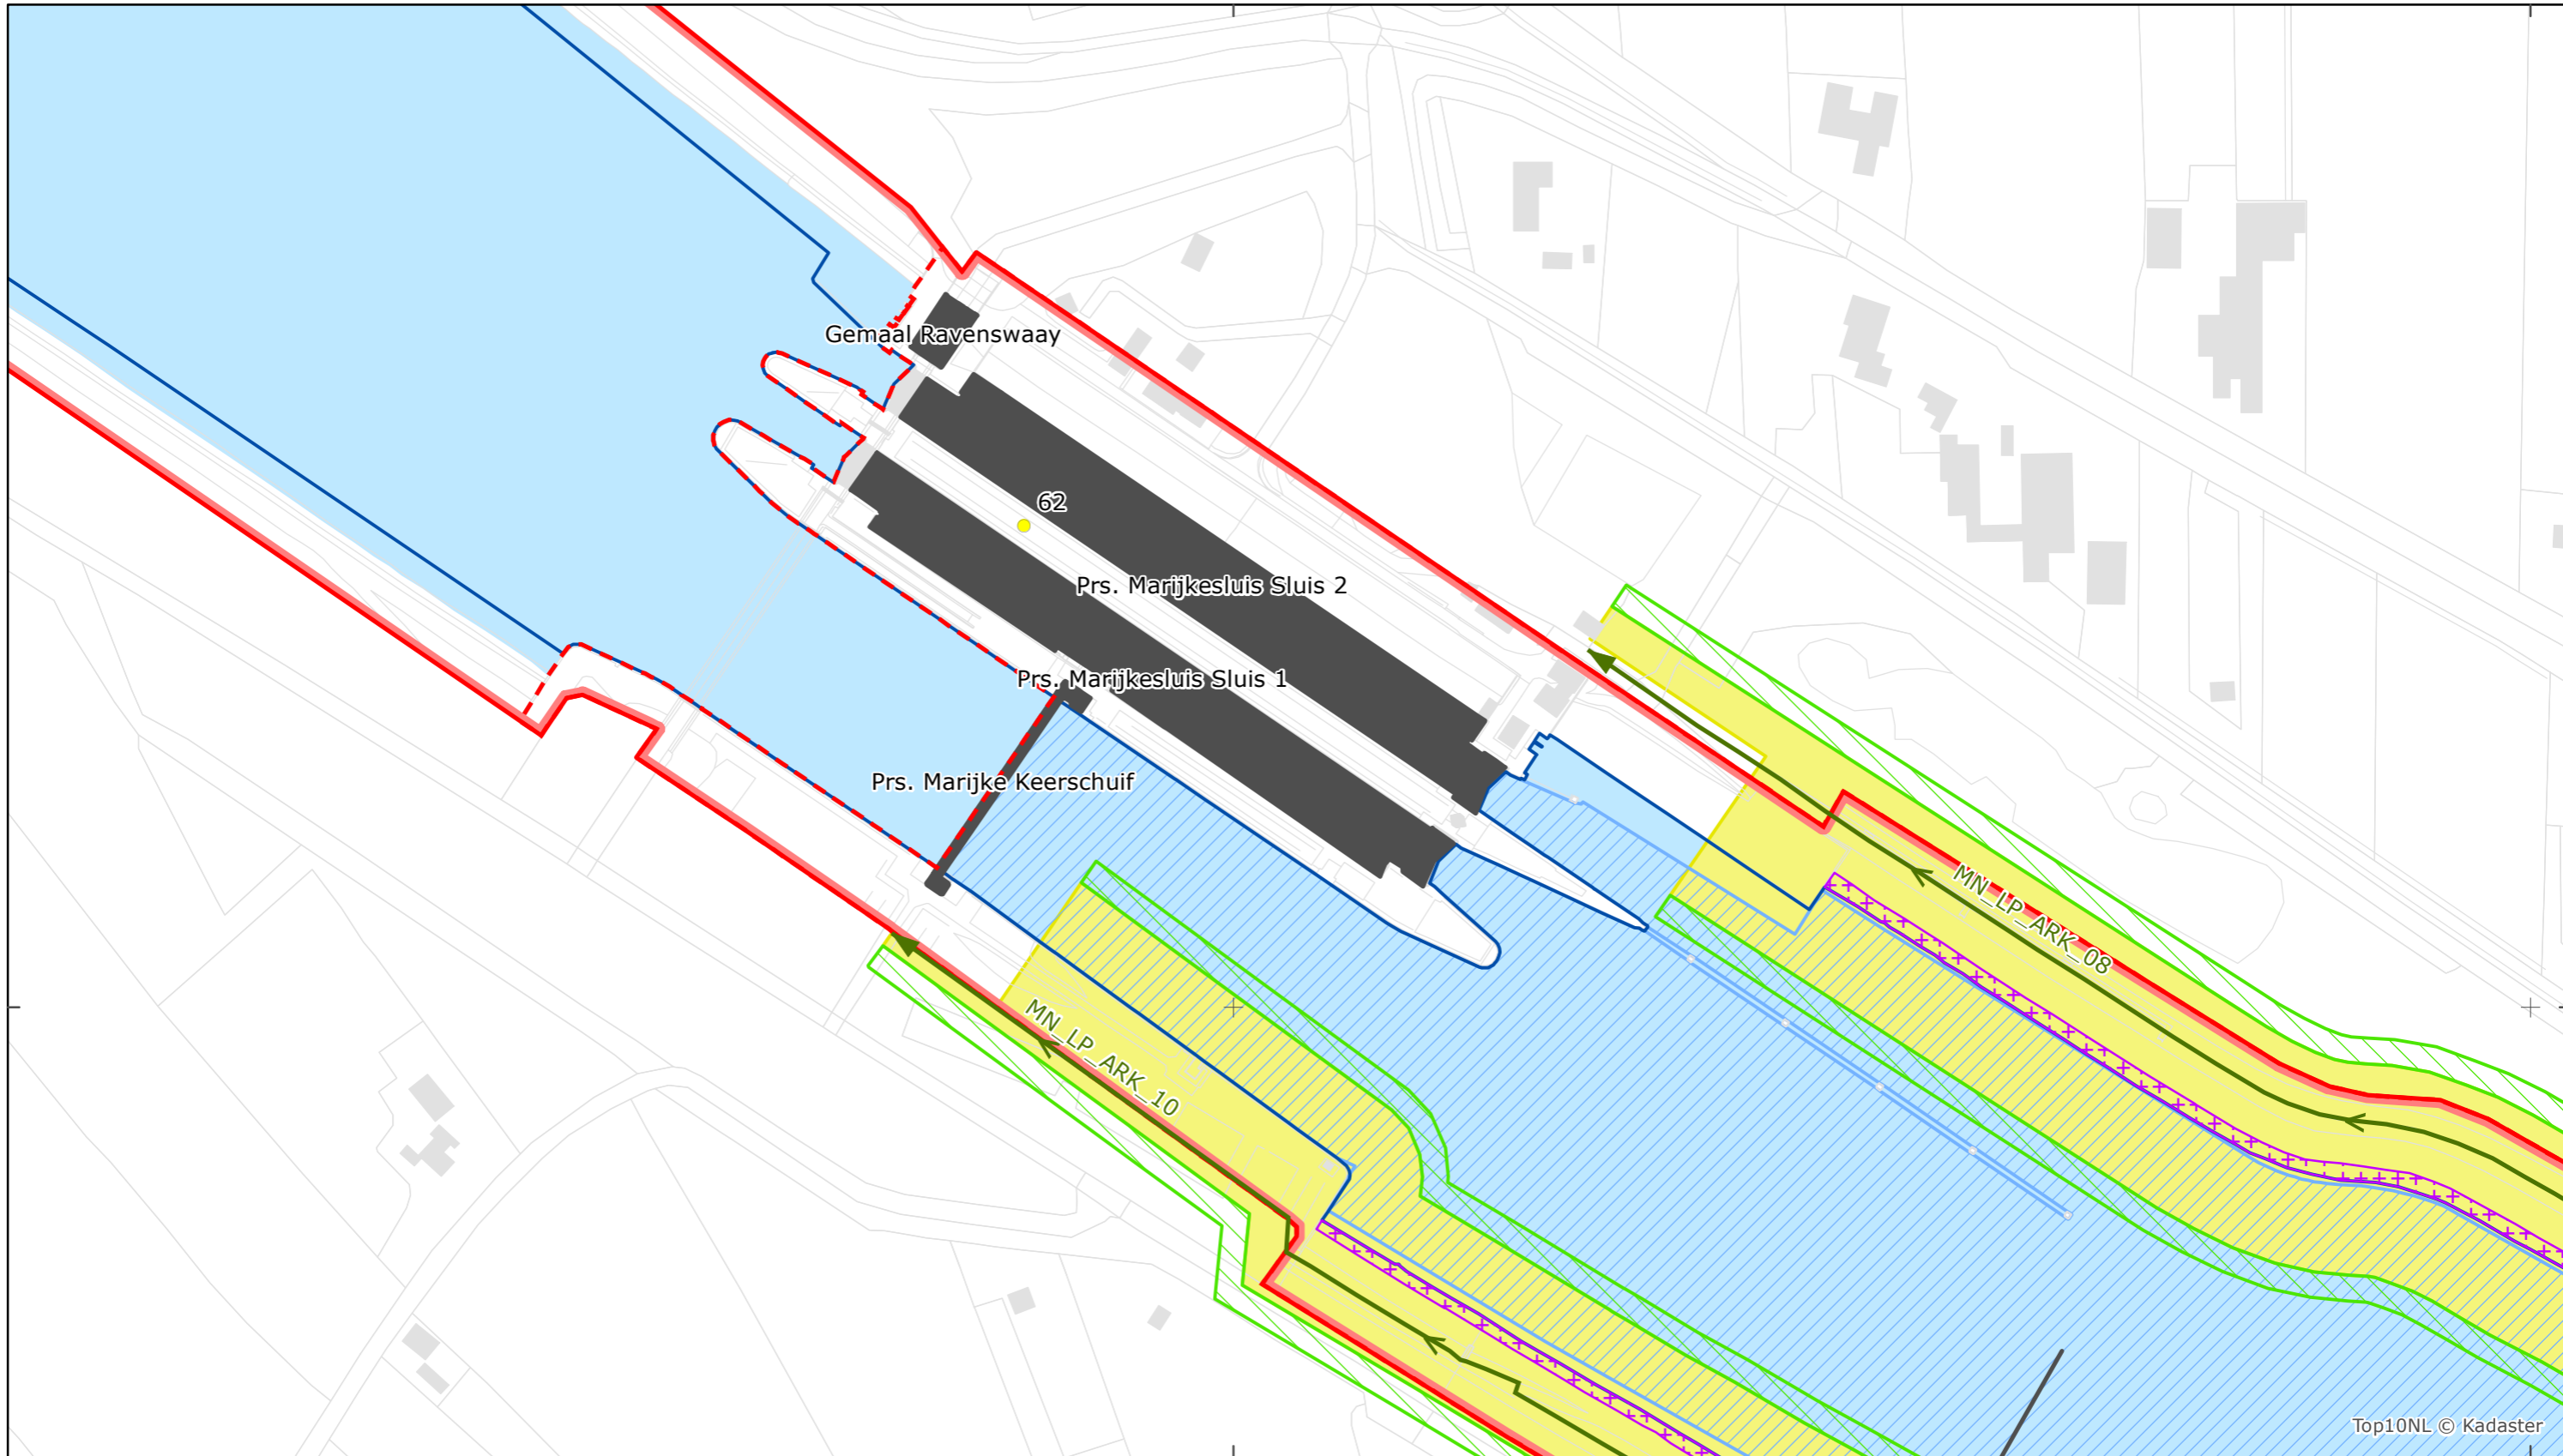 Gemaal Ravenswaay
62
Prs. Marijkesluis Sluis 2
Prs. Marijkesluis Sluis 1
Prs. Marijke Keerschuif
MN_LP_ARK_08
MN_LP_ARK_10
Top10NL © Kadaster